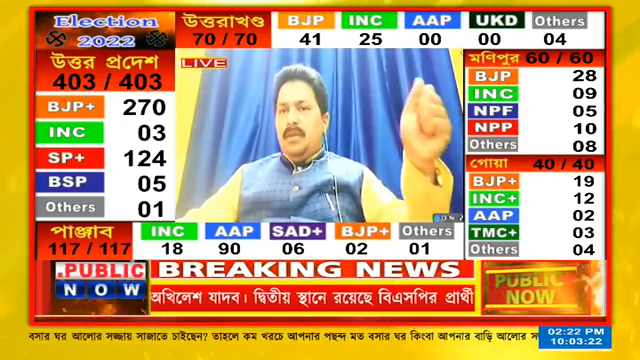 Election
2022
উত্তরাখণ্ড
70 / 70
BJP INC AAP UKD Others
41 25 00 00 04
উত্তর প্রদেশ
403 / 403
BJP+ 270
INC 03
SP+ 124
BSP 05
Others 01
LIVE
মণিপুর 60 / 60
BJP 28
INC 09
NPF 05
NPP 10
Others 08
গোয়া 40 / 40
BJP+ 19
INC+ 12
AAP 02
TMC+ 03
Others 04
পাঞ্জাব
117 / 117
INC AAP SAD+ BJP+ Others
18 90 06 02 01
.PUBLIC
NOW
BREAKING NEWS
অখিলেশ যাদব। দ্বিতীয় স্থানে রয়েছে বিএসপির প্রার্থী
PUBLIC
NOW
বসার ঘর আলোর সজ্জায় সাজাতে চাইছেন? তাহলে কম খরচে আপনার পছন্দ মত বসার ঘর কিংবা আপনার বাড়ি আলোর
02:22 PM
10:03:22